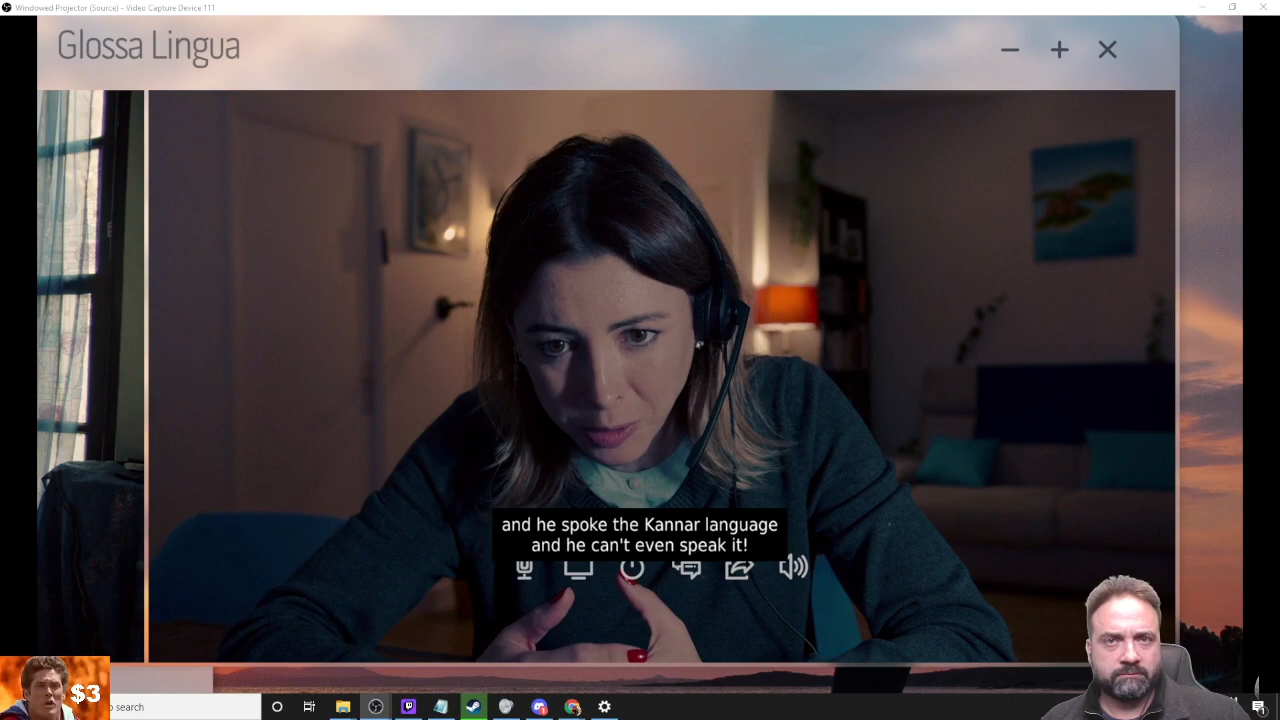 Windowed Projector (Source) - Video Capture Device 111
Glossa Lingua
and he spoke the Kannar language
and he can't even speak it!
$3
search
1